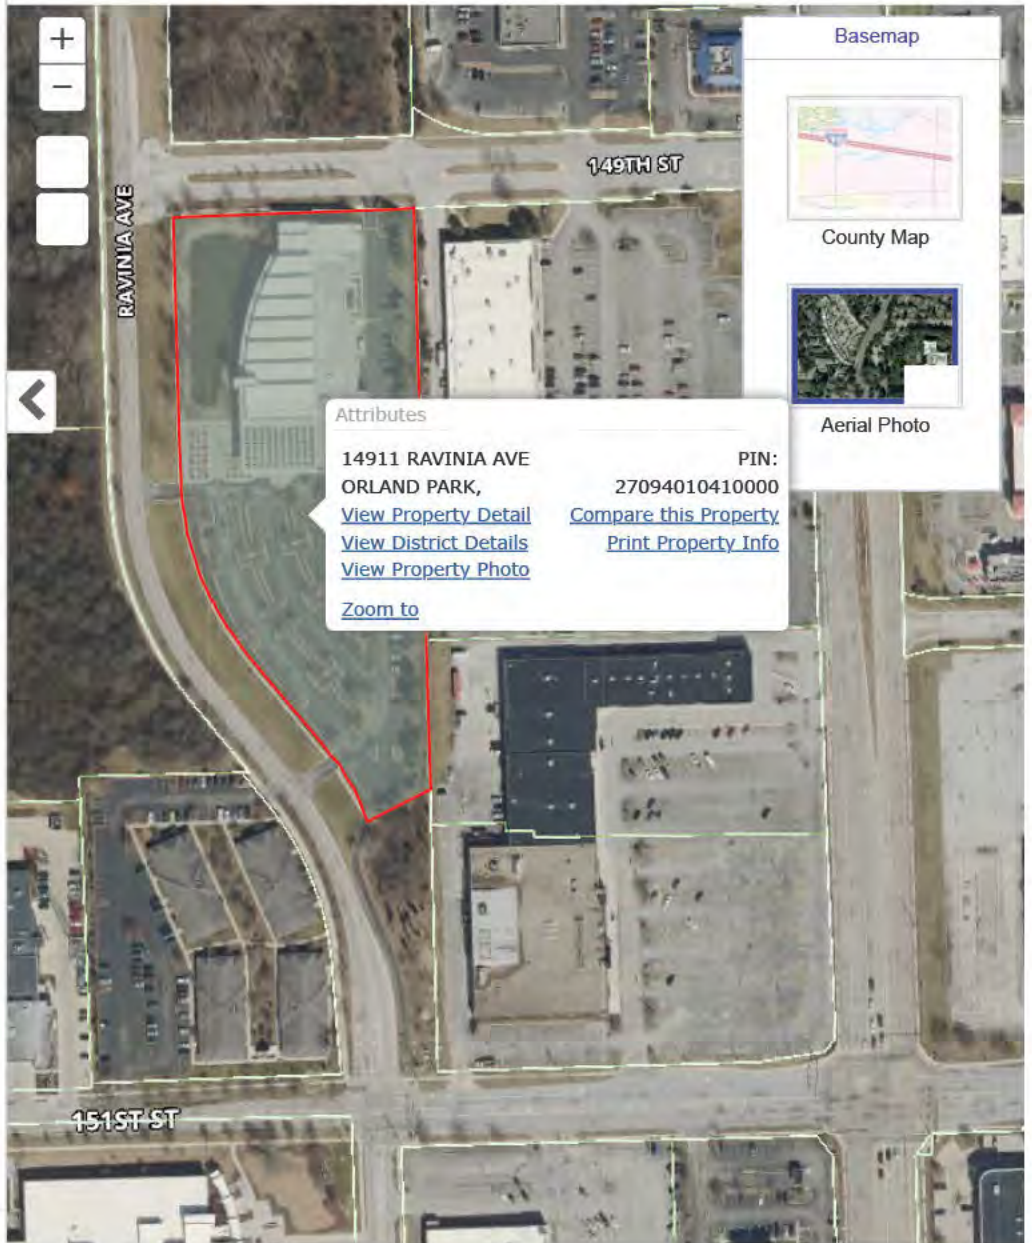 +
−
Basemap
County Map
Aerial Photo
149TH ST
RAVINIA AVE
Attributes
14911 RAVINIA AVE
ORLAND PARK,
PIN:
27094010410000
View Property Detail
Compare this Property
View District Details
Print Property Info
View Property Photo
Zoom to
151ST ST